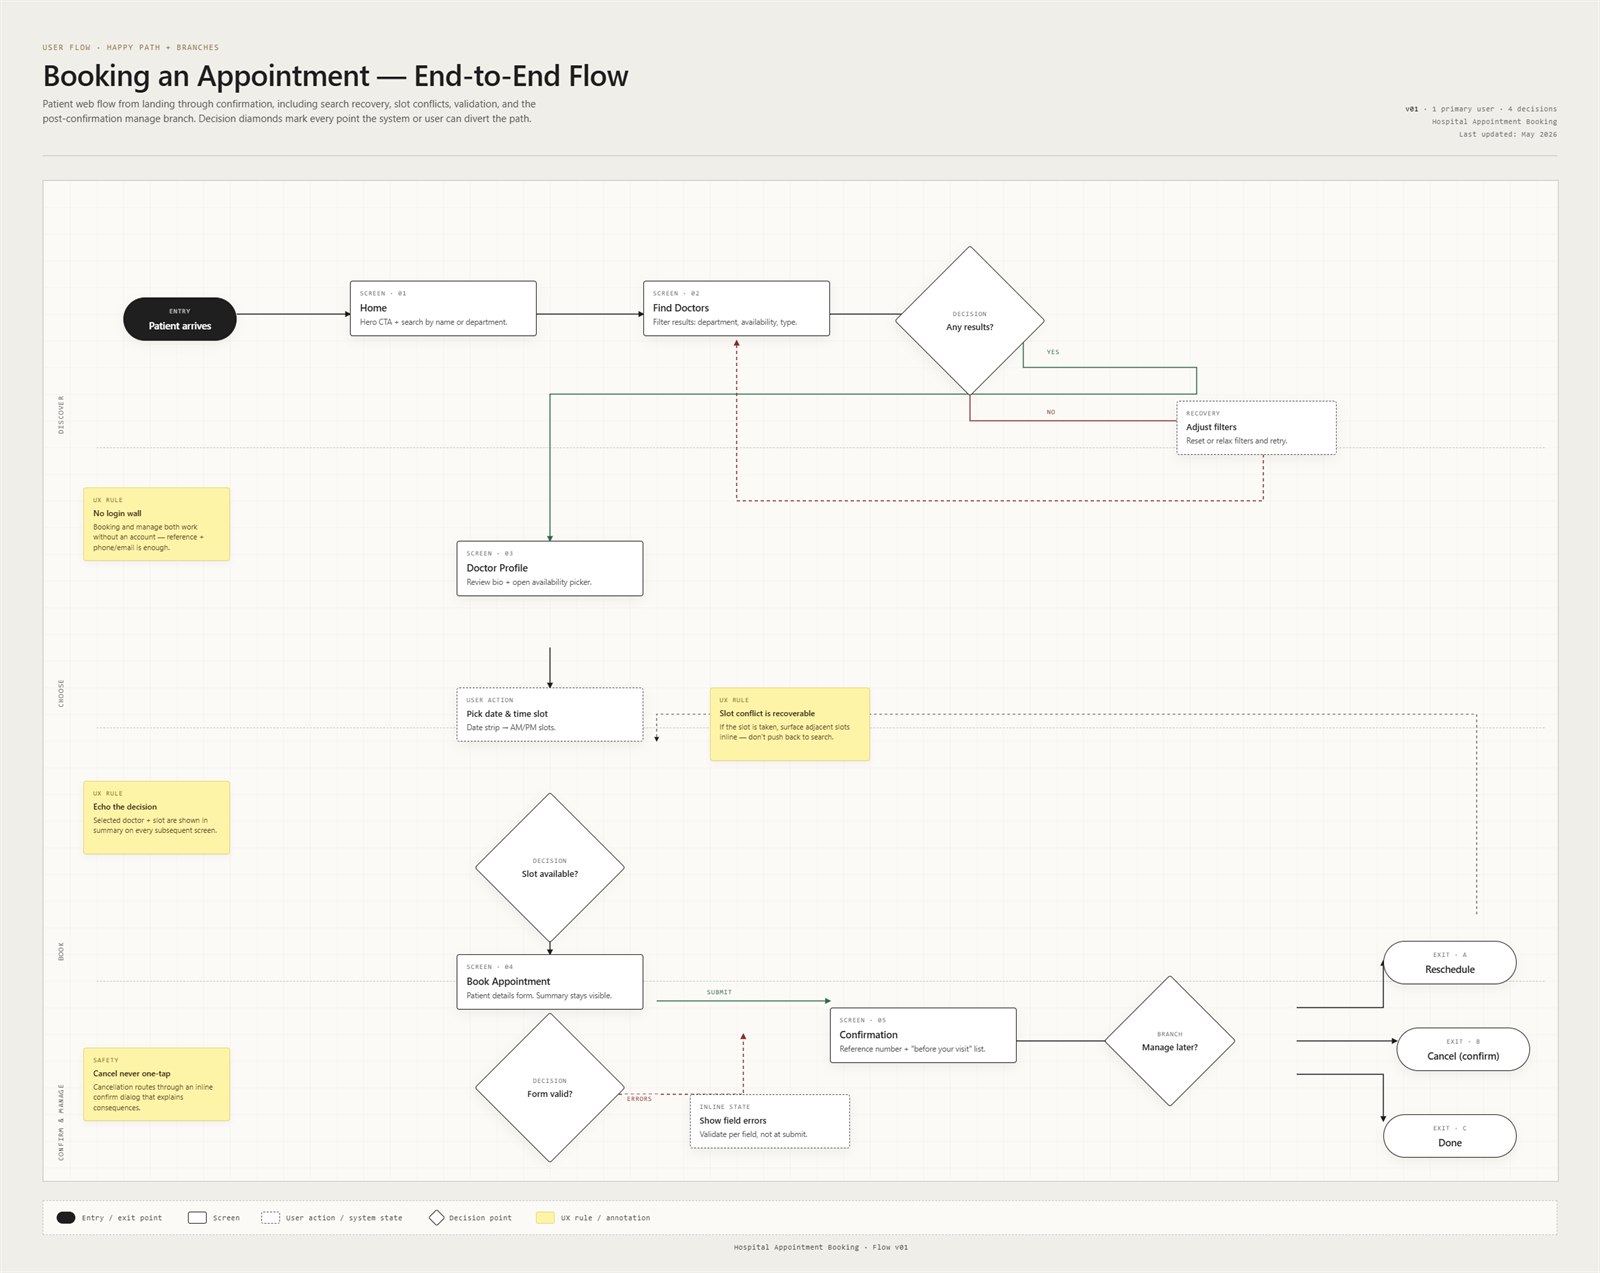 USER FLOW · HAPPY PATH + BRANCHES
Booking an Appointment — End-to-End Flow
Patient web flow from landing through confirmation, including search recovery, slot conflicts, validation, and the
post-confirmation manage branch. Decision diamonds mark every point the system or user can divert the path.
v01 · 1 primary user · 4 decisions
Hospital Appointment Booking
Last updated: May 2026
DISCOVER
ENTRY
Patient arrives
SCREEN · 01
Home
Hero CTA + search by name or department.
SCREEN · 02
Find Doctors
Filter results: department, availability, type.
DECISION
Any results?
YES
NO
RECOVERY
Adjust filters
Reset or relax filters and retry.
CHOOSE
UX RULE
No login wall
Booking and manage both work
without an account — reference +
phone/email is enough.
SCREEN · 03
Doctor Profile
Review bio + open availability picker.
USER ACTION
Pick date & time slot
Date strip → AM/PM slots.
UX RULE
Slot conflict is recoverable
If the slot is taken, surface adjacent slots
inline — don't push back to search.
BOOK
UX RULE
Echo the decision
Selected doctor + slot are shown in
summary on every subsequent screen.
DECISION
Slot available?
SCREEN · 04
Book Appointment
Patient details form. Summary stays visible.
CONFIRM & MANAGE
SAFETY
Cancel never one-tap
Cancellation routes through an inline
confirm dialog that explains
consequences.
DECISION
Form valid?
SUBMIT
ERRORS
INLINE STATE
Show field errors
Validate per field, not at submit.
SCREEN · 05
Confirmation
Reference number + "before your visit" list.
BRANCH
Manage later?
EXIT · A
Reschedule
EXIT · B
Cancel (confirm)
EXIT · C
Done
Entry / exit point
Screen
User action / system state
Decision point
UX rule / annotation
Hospital Appointment Booking · Flow v01